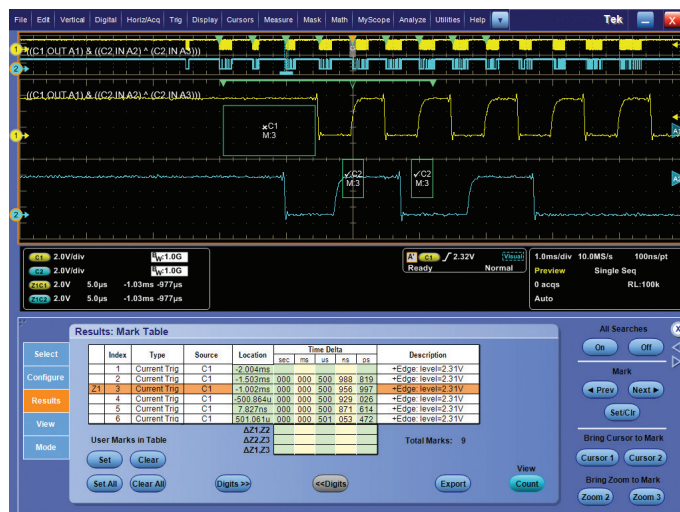 File Edit Vertical Digital Horiz/Acq Trig Display Cursors Measure Mask Math MyScope Analyze Utilities Help Tek X
1 ((C1 OUT A1) & ((C2 IN A2) ^ (C2 IN A3)))
2
((C1 OUT A1) & ((C2 IN A2) ^ (C2 IN A3)))
xC1
M:3
1
✓C2
M:3
✓C2
M:3
2
C1 2.0V/div BW:1.0G
C2 2.0V/div BW:1.0G
Z1C1 2.0V 5.0µs -1.03ms -977µs
Z1C2 2.0V 5.0µs -1.03ms -977µs
A' C1 2.32V Visual
Ready Normal
1.0ms/div 10.0MS/s 100ns/pt
Preview Single Seq
0 acqs RL:100k
Auto
Select
Configure
Results
View
Mode
Results: Mark Table
Index Type Source Location Time Delta Description
sec ms us ns ps
1 Current Trig C1 -2.004ms +Edge: level=2.31V
2 Current Trig C1 -1.503ms 000 000 500 988 819 +Edge: level=2.31V
Z1 3 Current Trig C1 -1.002ms 000 000 500 956 997 +Edge: level=2.31V
4 Current Trig C1 -500.864u 000 000 500 929 026 +Edge: level=2.31V
5 Current Trig C1 7.827ns 000 000 500 871 614 +Edge: level=2.31V
6 Current Trig C1 501.061u 000 000 501 053 472 +Edge: level=2.31V
ΔZ1,Z2
ΔZ2,Z3
ΔZ1,Z3
User Marks in Table
Total Marks: 9
Set Clear
Set All Clear All
Digits >> <<Digits
Export
View
Count
All Searches
On Off
Mark
◄ Prev Next ►
Set/Clr
Bring Cursor to Mark
Cursor 1 Cursor 2
Bring Zoom to Mark
Zoom 2 Zoom 3
X